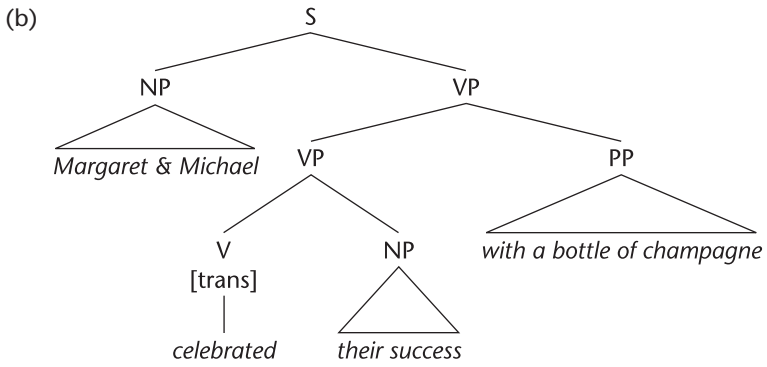 (b)
S
NP VP
Margaret & Michael VP PP
V NP with a bottle of champagne
[trans]
celebrated their success